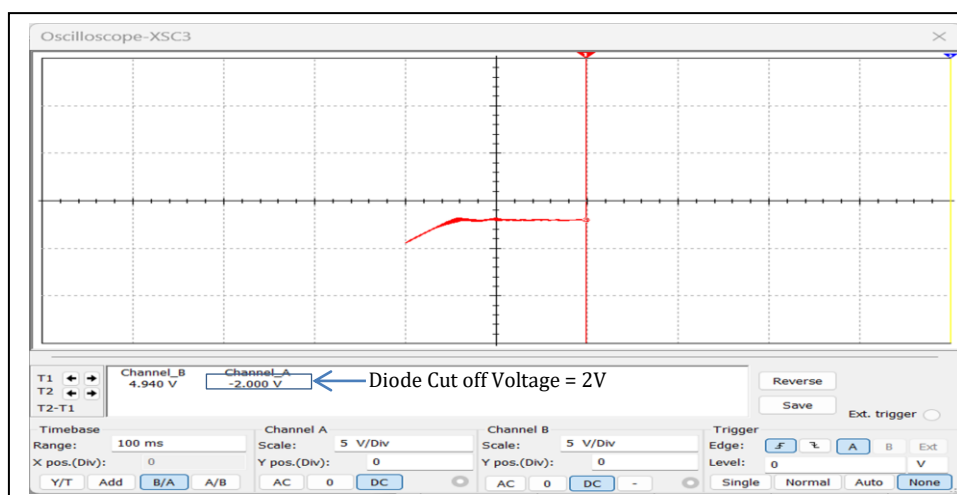 Oscilloscope-XSC3
Channel_B Channel_A
T1 4.940 V -2.000 V Diode Cut off Voltage = 2V
T2
T2-T1
Reverse
Save
Ext. trigger
Timebase Channel A Channel B Trigger
Range: 100 ms Scale: 5 V/Div Scale: 5 V/Div Edge: A B Ext
X pos.(Div): 0 Y pos.(Div): 0 Y pos.(Div): 0 Level: 0 V
Y/T Add B/A A/B AC 0 DC AC 0 DC - Single Normal Auto None